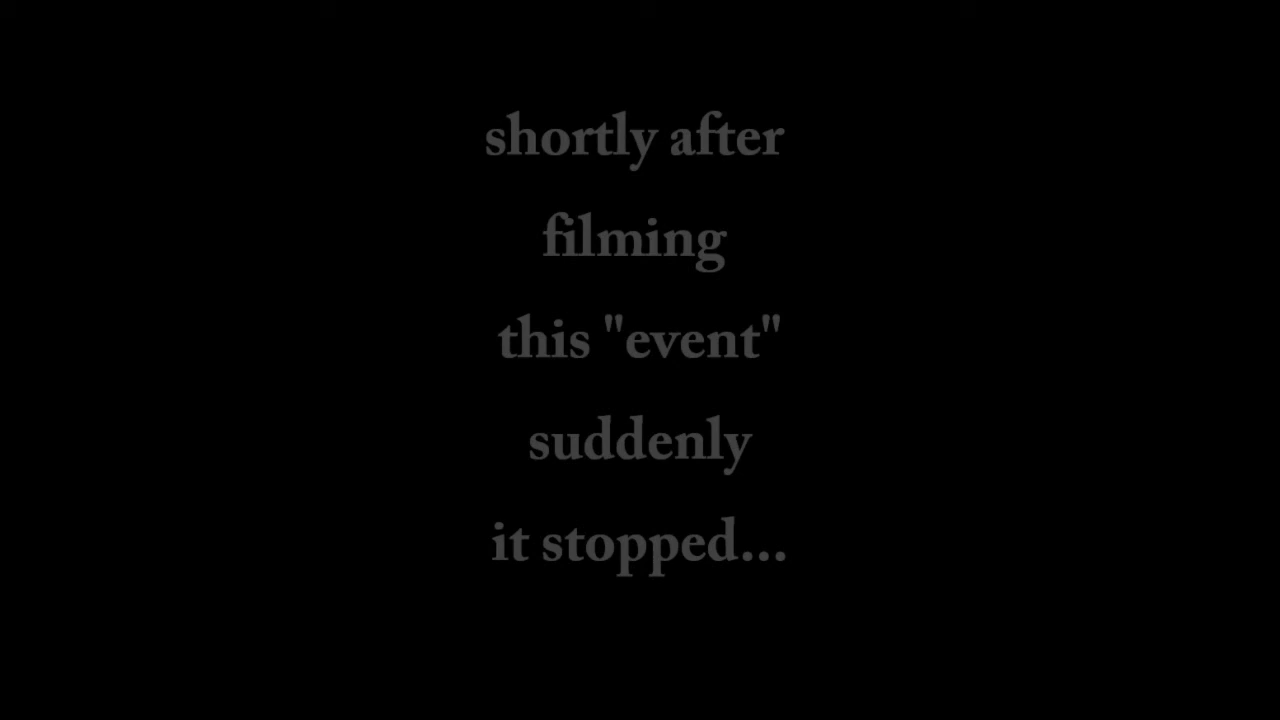 shortly after
filming
this "event"
suddenly
it stopped...